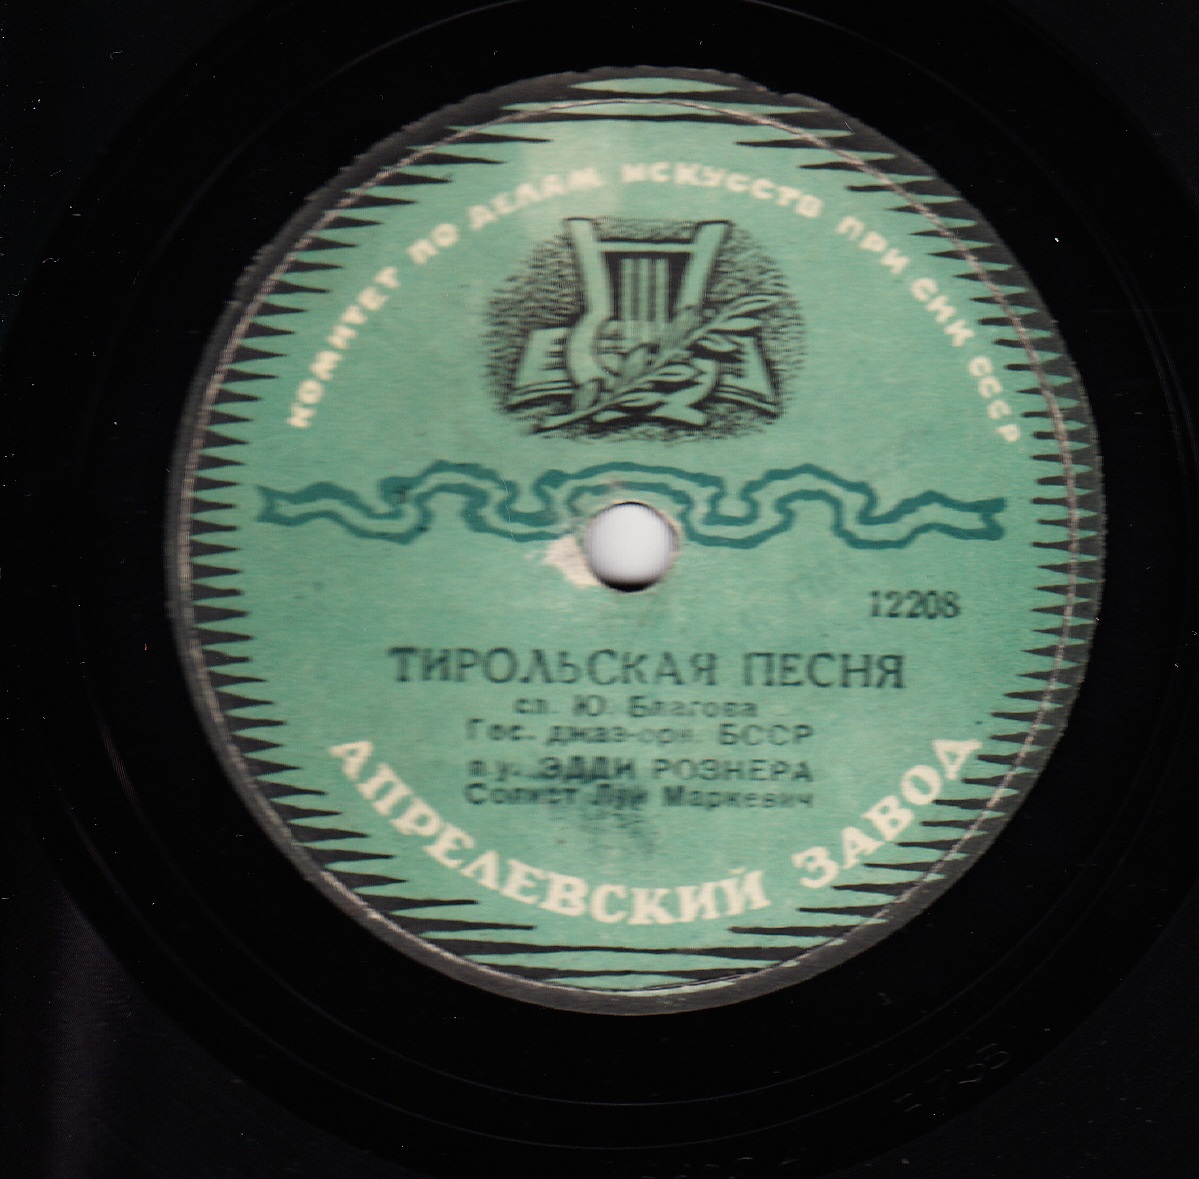 КОМИТЕТ ПО ДЕЛАМ ИСКУССТВ ПРИ СНК СССР
12208
ТИРОЛЬСКАЯ ПЕСНЯ
сл. Ю. Благова
Гос. джаз-орк. БССР
п/у. ЭДДИ РОЗНЕРА
Солист Луи Маркевич
АПРЕЛЕВСКИЙ ЗАВОД